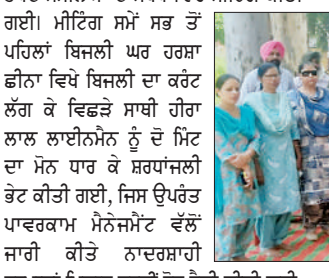 ਗਈ। ਮੀਟਿੰਗ ਸਮੇਂ ਸਭ ਤੋਂ
ਪਹਿਲਾਂ ਬਿਜਲੀ ਘਰ ਹਰਸ਼ਾ
ਛੀਨਾ ਵਿਖੇ ਬਿਜਲੀ ਦਾ ਕਰੰਟ
ਲੱਗ ਕੇ ਵਿਛੜੇ ਸਾਥੀ ਹੀਰਾ
ਲਾਲ ਲਾਈਨਮੈਨ ਨੂੰ ਦੋ ਮਿੰਟ
ਦਾ ਮੋਨ ਧਾਰ ਕੇ ਸ਼ਰਧਾਂਜਲੀ
ਭੇਟ ਕੀਤੀ ਗਈ, ਜਿਸ ਉਪਰੰਤ
ਪਾਵਰਕਾਮ ਮੈਨੇਜਮੈਂਟ ਵੱਲੋਂ
ਜਾਰੀ ਕੀਤੇ ਨਾਦਰਸ਼ਾਹੀ